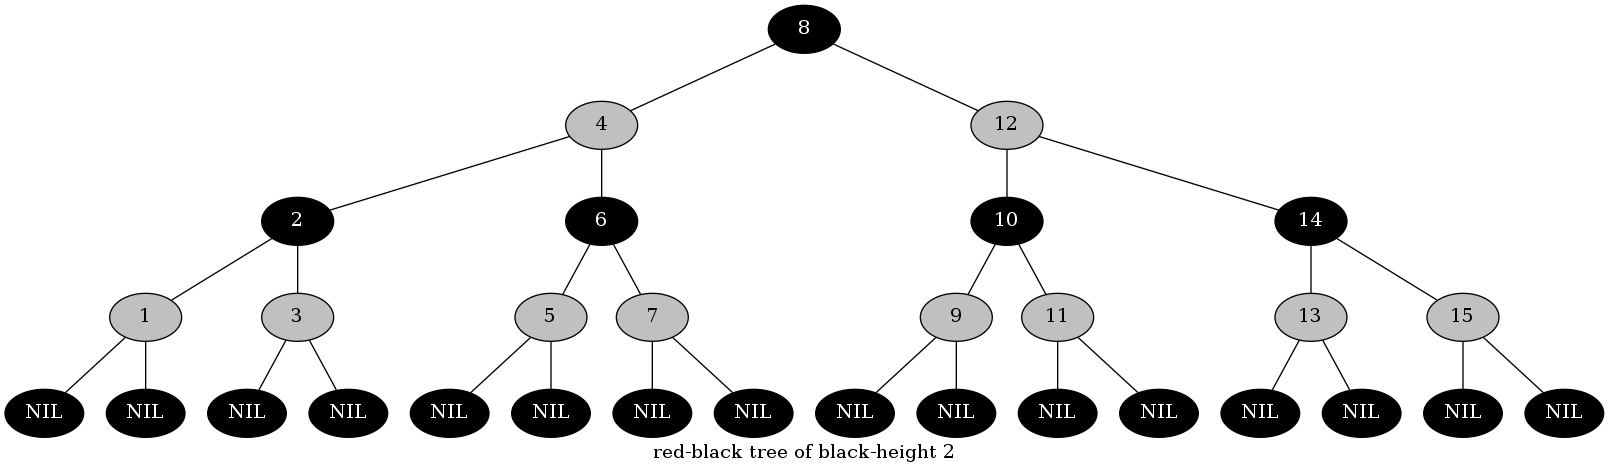 8
4 12
2 6 10 14
1 3 5 7 9 11 13 15
NIL NIL NIL NIL NIL NIL NIL NIL NIL NIL NIL NIL NIL NIL NIL NIL
red-black tree of black-height 2